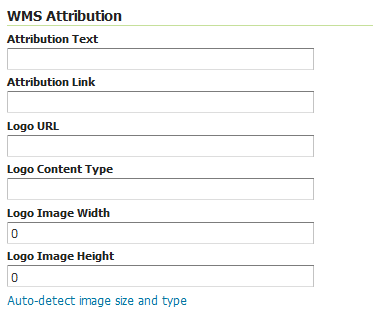 WMS Attribution
Attribution Text
Attribution Link
Logo URL
Logo Content Type
Logo Image Width
0
Logo Image Height
0
Auto-detect image size and type